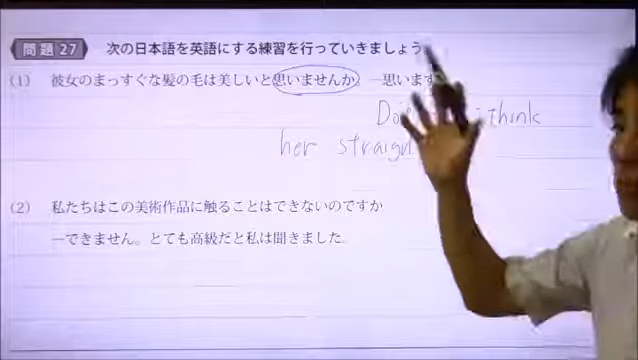 問題 27 次の日本語を英語にする練習を行っていきましょう。
(1) 彼女のまっすぐな髪の毛は美しいと思いませんか。―思います
think
her
(2) 私たちはこの美術作品に触ることはできないのですか
―できません。とても高級だと私は聞きました。